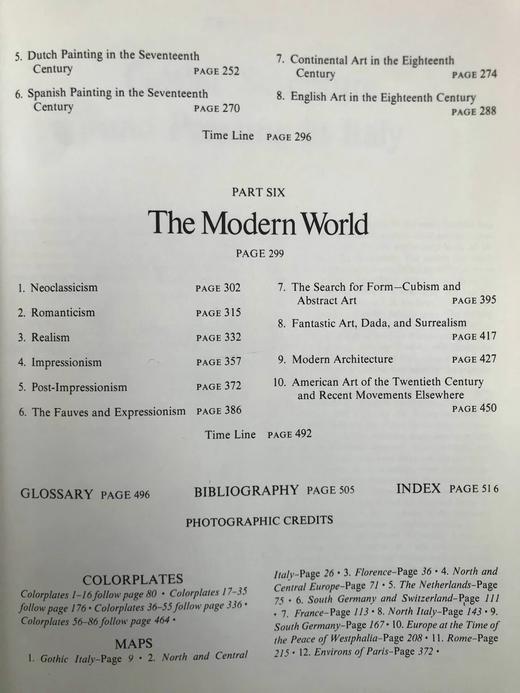 5. Dutch Painting in the Seventeenth
Century PAGE 252
6. Spanish Painting in the Seventeenth
Century PAGE 270
7. Continental Art in the Eighteenth
Century PAGE 274
8. English Art in the Eighteenth Century
PAGE 288
Time Line PAGE 296
PART SIX
The Modern World
PAGE 299
1. Neoclassicism PAGE 302
2. Romanticism PAGE 315
3. Realism PAGE 332
4. Impressionism PAGE 357
5. Post-Impressionism PAGE 372
6. The Fauves and Expressionism PAGE 386
7. The Search for Form—Cubism and
Abstract Art PAGE 395
8. Fantastic Art, Dada, and Surrealism
PAGE 417
9. Modern Architecture PAGE 427
10. American Art of the Twentieth Century
and Recent Movements Elsewhere
PAGE 450
Time Line PAGE 492
GLOSSARY PAGE 496 BIBLIOGRAPHY PAGE 505 INDEX PAGE 516
PHOTOGRAPHIC CREDITS
COLORPLATES
Colorplates 1–16 follow page 80 • Colorplates 17–35
follow page 176 • Colorplates 36–55 follow page 336 •
Colorplates 56–86 follow page 464 •
MAPS
1. Gothic Italy–Page 9 • 2. North and Central
Italy–Page 26 • 3. Florence–Page 36 • 4. North and
Central Europe–Page 71 • 5. The Netherlands–Page
75 • 6. South Germany and Switzerland–Page 111
• 7. France–Page 113 • 8. North Italy–Page 143 • 9.
South Germany–Page 167 • 10. Europe at the Time of
the Peace of Westphalia–Page 208 • 11. Rome–Page
215 • 12. Environs of Paris–Page 372 •